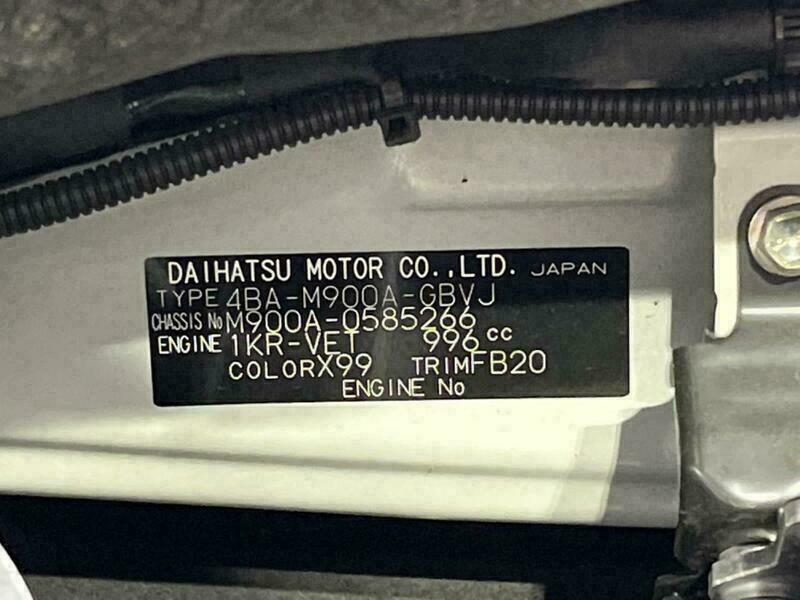 DAIHATSU MOTOR CO.,LTD. JAPAN
TYPE 4BA-M900A-GBVJ
CHASSIS No M900A-0585266
ENGINE 1KR-VET 996 cc
COLOR X99 TRIM FB20
ENGINE No